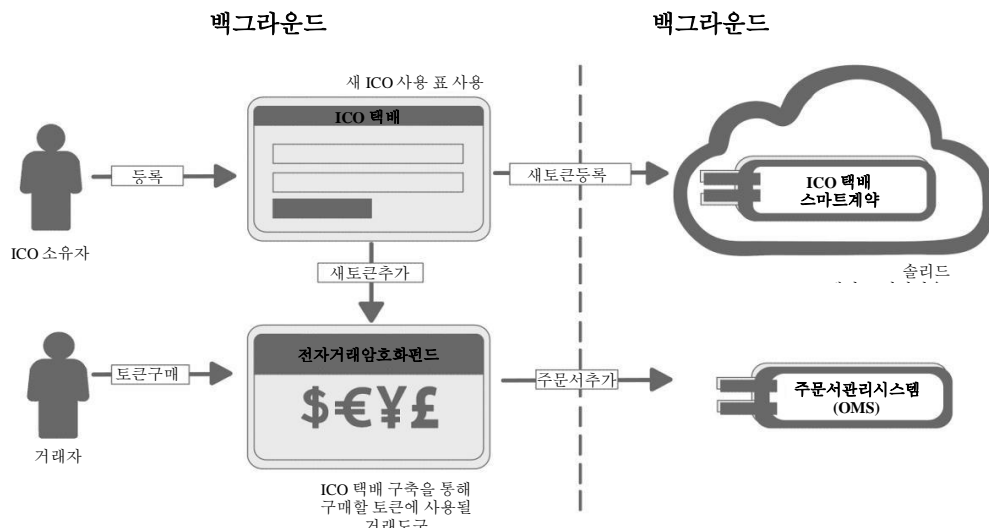 백그라운드
백그라운드
새 ICO 사용 표 사용
ICO 택배
등록
새토큰등록
ICO 택배
스마트계약
ICO 소유자
솔리드
새토큰추가
전자거래암호화펀드
토큰구매
$€¥£
주문서추가
주문서관리시스템
(OMS)
거래자
ICO 택배 구축을 통해
구매할 토큰에 사용될
거래도구